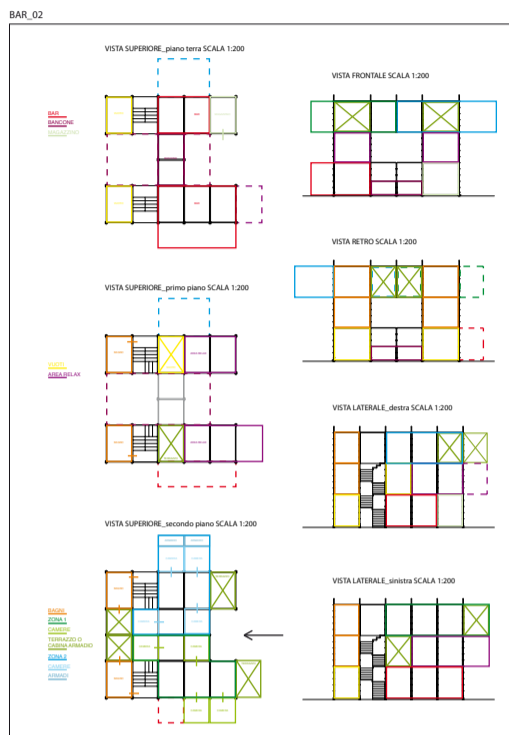 BAR_02
VISTA SUPERIORE_piano terra SCALA 1:200
BAR
BANCONE
MAGAZZINO
VISTA SUPERIORE_primo piano SCALA 1:200
AREA RELAX
VISTA SUPERIORE_secondo piano SCALA 1:200
BAGNI
ZONA 1
CAMERE
TERRAZZO O
CABINA ARMADIO
ZONA 2
CAMERE
ARMADI
VISTA FRONTALE SCALA 1:200
VISTA RETRO SCALA 1:200
VISTA LATERALE_destra SCALA 1:200
VISTA LATERALE_sinistra SCALA 1:200